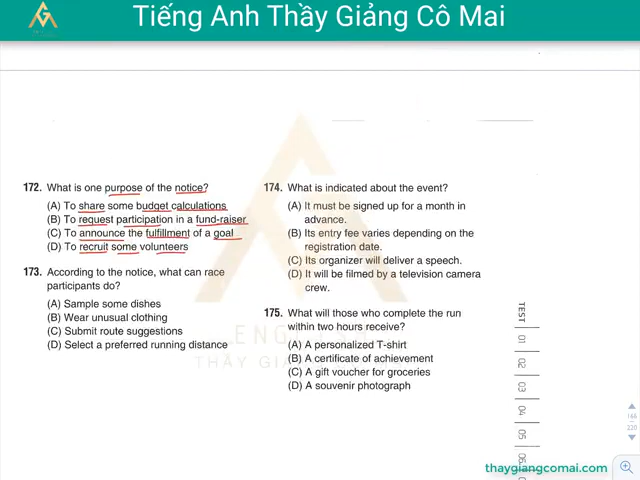 Tiếng Anh Thầy Giảng Cô Mai
172. What is one purpose of the notice?
(A) To share some budget calculations
(B) To request participation in a fund-raiser
(C) To announce the fulfillment of a goal
(D) To recruit some volunteers
173. According to the notice, what can race
participants do?
(A) Sample some dishes
(B) Wear unusual clothing
(C) Submit route suggestions
(D) Select a preferred running distance
174. What is indicated about the event?
(A) It must be signed up for a month in
advance.
(B) Its entry fee varies depending on the
registration date.
(C) Its organizer will deliver a speech.
(D) It will be filmed by a television camera
crew.
175. What will those who complete the run
within two hours receive?
(A) A personalized T-shirt
(B) A certificate of achievement
(C) A gift voucher for groceries
(D) A souvenir photograph
TEST
01
02
03
04
05
06
166
220
thaygiangcomai.com